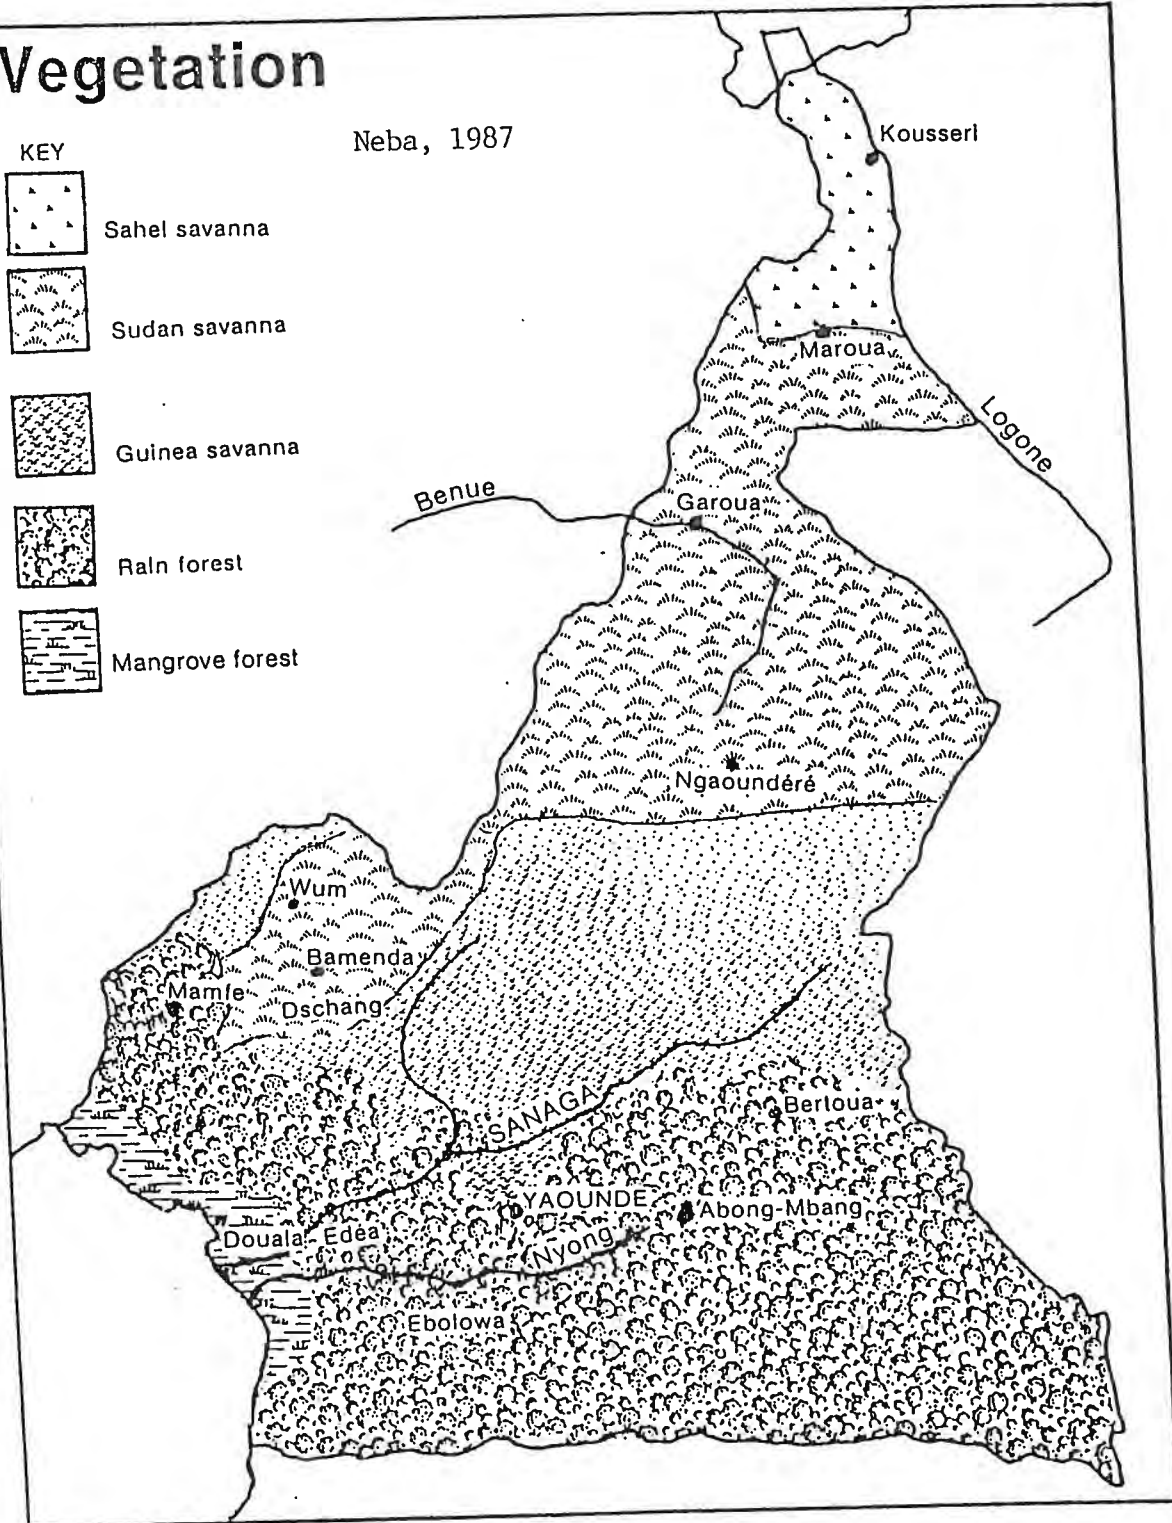 Vegetation
Neba, 1987
KEY
Sahel savanna
Sudan savanna
Guinea savanna
Rain forest
Mangrove forest
Kousseri
Maroua
Logone
Benue
Garoua
Ngaoundéré
Wum
Bamenda
Mamfe
Dschang
SANAGA
Bertoua
YAOUNDE
Abong-Mbang
Douala
Edea
Nyong
Ebolowa